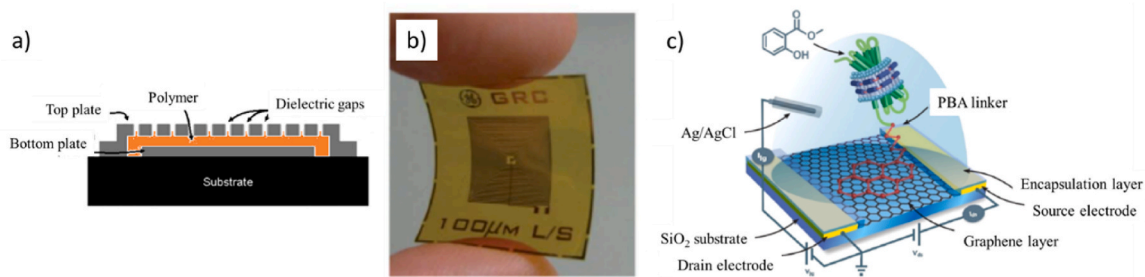 a)
Polymer
Dielectric gaps
Top plate
Bottom plate
Substrate
b)
GRC
100μm L/S
c)
O
O
OH
PBA linker
Ag/AgCl
Encapsulation layer
Source electrode
SiO2 substrate
Graphene layer
Drain electrode